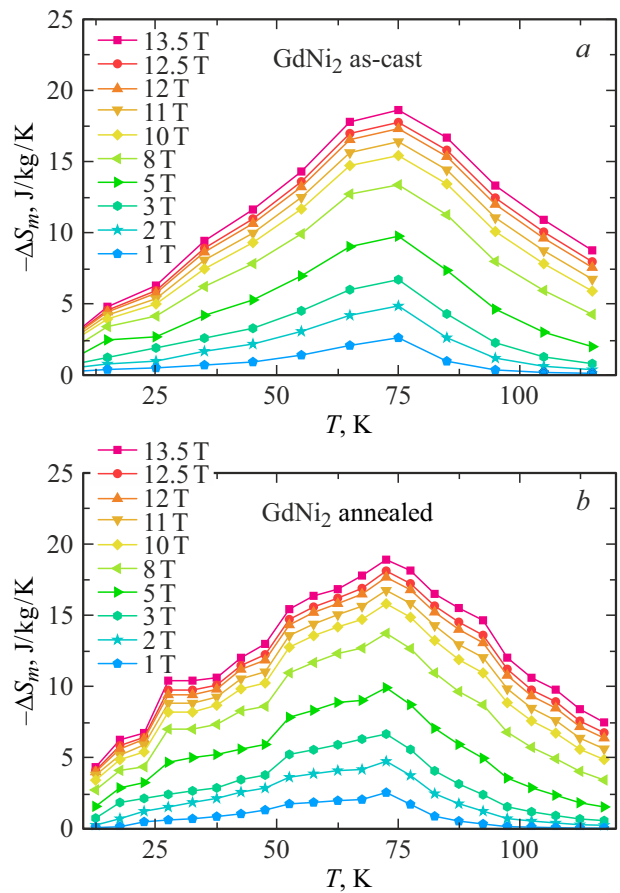 25
20
15
10
5
0
−ΔSm, J/kg/K
13.5 T
12.5 T
12 T
11 T
10 T
8 T
5 T
3 T
2 T
1 T
GdNi2 as-cast
a
25
50
75
100
T, K
25
20
15
10
5
0
−ΔSm, J/kg/K
13.5 T
12.5 T
12 T
11 T
10 T
8 T
5 T
3 T
2 T
1 T
GdNi2 annealed
b
25
50
75
100
T, K